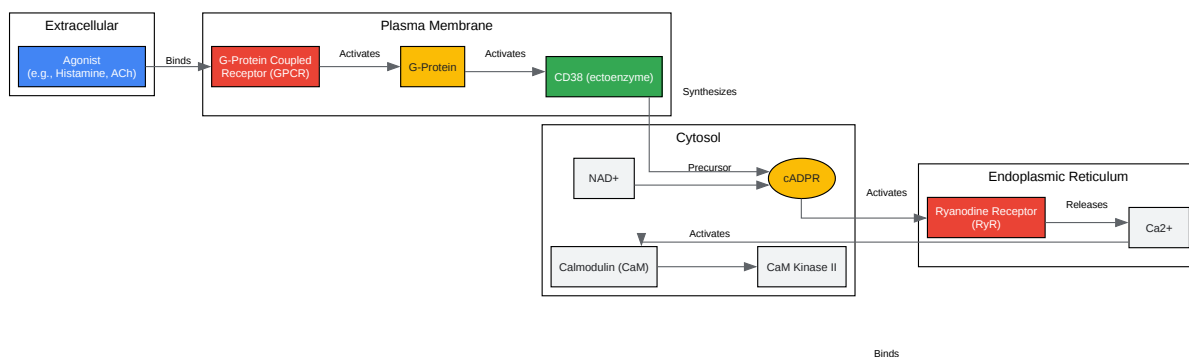 Extracellular
Agonist
(e.g., Histamine, ACh)
Binds
Plasma Membrane
G-Protein Coupled
Receptor (GPCR)
Activates
G-Protein
Activates
CD38 (ectoenzyme)
Synthesizes
Cytosol
NAD+
Precursor
cADPR
Activates
Endoplasmic Reticulum
Ryanodine Receptor
(RyR)
Releases
Ca2+
Activates
Calmodulin (CaM)
CaM Kinase II
Binds